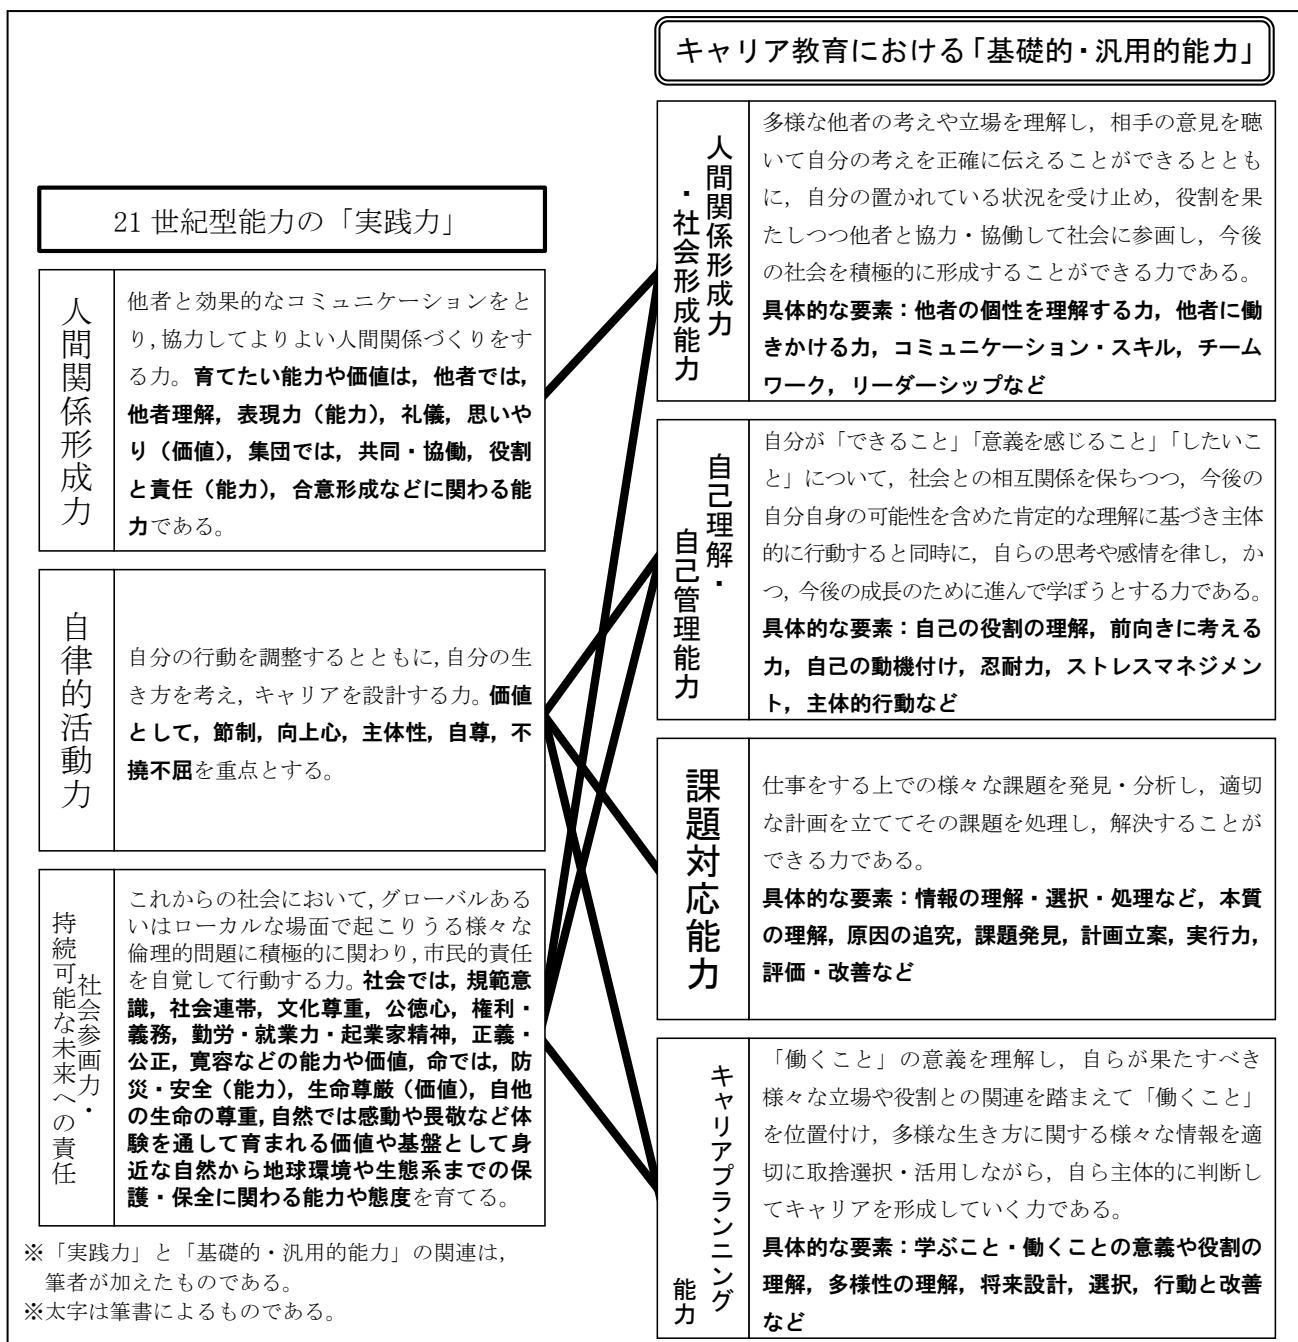 キャリア教育における「基礎的・汎用的能力」
21 世紀型能力の「実践力」
人間関係形成力
他者と効果的なコミュニケーションをと
り,協力してよりよい人間関係づくりをす
る力。育てたい能力や価値は，他者では，
他者理解，表現力（能力），礼儀，思いや
り（価値），集団では，共同・協働，役割
と責任（能力），合意形成などに関わる能
力である。
自律的活動力
自分の行動を調整するとともに,自分の生
き方を考え，キャリアを設計する力。価値
として，節制，向上心，主体性，自尊，不
撓不屈を重点とする。
社会参画力・
持続可能な未来への責任
これからの社会において,グローバルある
いはローカルな場面で起こりうる様々な
倫理的問題に積極的に関わり,市民的責任
を自覚して行動する力。社会では，規範意
識，社会連帯，文化尊重，公徳心，権利・
義務，勤労・就業力・起業家精神，正義・
公正，寛容などの能力や価値，命では，防
災・安全（能力），生命尊厳（価値），自他
の生命の尊重，自然では感動や畏敬など体
験を通して育まれる価値や基盤として身
近な自然から地球環境や生態系までの保
護・保全に関わる能力や態度を育てる。
※「実践力」と「基礎的・汎用的能力」の関連は，
筆者が加えたものである。
※太字は筆書によるものである。
人間関係形成力
・社会形成能力
多様な他者の考えや立場を理解し，相手の意見を聴
いて自分の考えを正確に伝えることができるととも
に，自分の置かれている状況を受け止め，役割を果
たしつつ他者と協力・協働して社会に参画し，今後
の社会を積極的に形成することができる力である。
具体的な要素：他者の個性を理解する力，他者に働
きかける力，コミュニケーション・スキル，チーム
ワーク，リーダーシップなど
自己理解・
自己管理能力
自分が「できること」「意義を感じること」「したいこ
と」について，社会との相互関係を保ちつつ，今後の
自分自身の可能性を含めた肯定的な理解に基づき主体
的に行動すると同時に，自らの思考や感情を律し，か
つ，今後の成長のために進んで学ぼうとする力である。
具体的な要素：自己の役割の理解，前向きに考える
力，自己の動機付け，忍耐力，ストレスマネジメン
ト，主体的行動など
課題対応能力
仕事をする上での様々な課題を発見・分析し，適切
な計画を立ててその課題を処理し，解決することが
できる力である。
具体的な要素：情報の理解・選択・処理など，本質
の理解，原因の追究，課題発見，計画立案，実行力，
評価・改善など
キャリアプランニング
能力
「働くこと」の意義を理解し，自らが果たすべき
様々な立場や役割との関連を踏まえて「働くこと」
を位置付け，多様な生き方に関する様々な情報を適
切に取捨選択・活用しながら，自ら主体的に判断し
てキャリアを形成していく力である。
具体的な要素：学ぶこと・働くことの意義や役割の
理解，多様性の理解，将来設計，選択，行動と改善
など